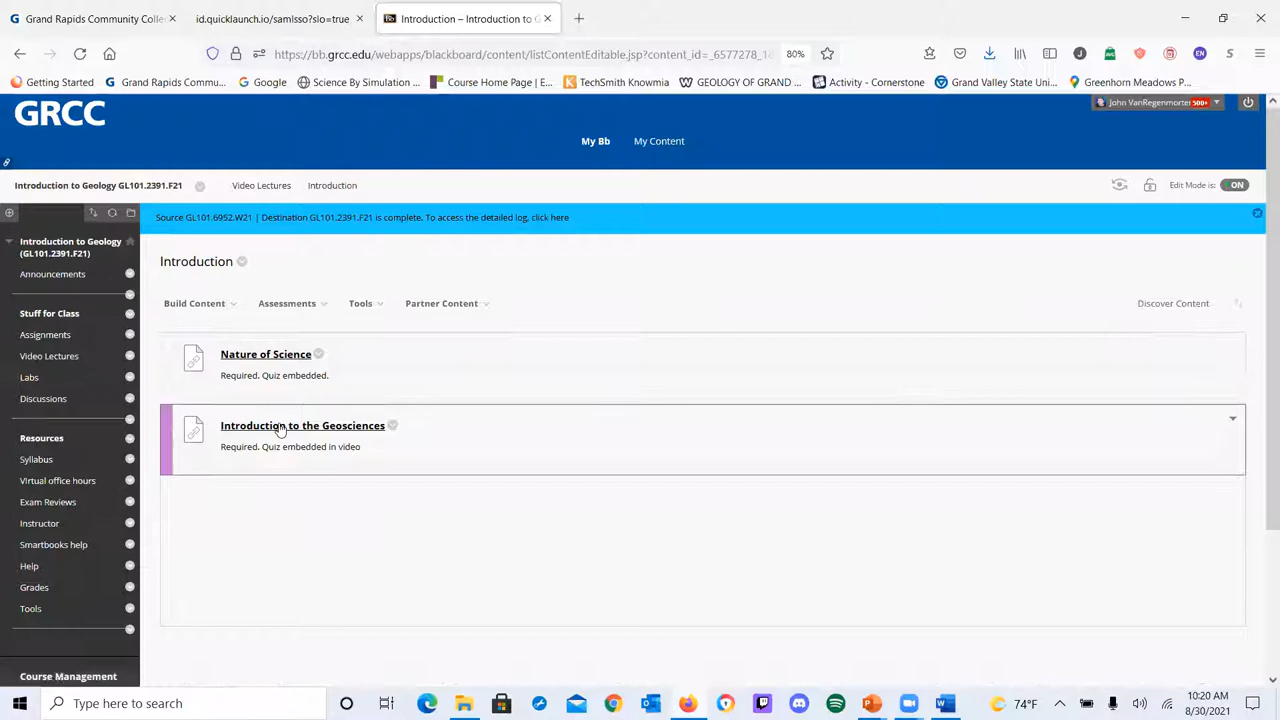 Grand Rapids Community Colle
id.quicklaunch.io/samlsso?slo=true
Introduction – Introduction to G
https://bb.grcc.edu/webapps/blackboard/content/listContentEditable.jsp?content_id=_6577278_1
80%
Getting Started
Grand Rapids Commu...
Google
Science By Simulation ...
Course Home Page - ...
TechSmith Knowmia
GEOLOGY OF GRAND ...
Activity - Cornerstone
Grand Valley State Uni...
Greenhorn Meadows P...
GRCC
John VanRegenmorter
500+
My Bb
My Content
Introduction to Geology GL101.2391.F21
Video Lectures
Introduction
Edit Mode is:
ON
Source GL101.6952.W21 | Destination GL101.2391.F21 is complete. To access the detailed log, click here
Introduction to Geology
(GL101.2391.F21)
Announcements
Stuff for Class
Assignments
Video Lectures
Labs
Discussions
Resources
Syllabus
Virtual office hours
Exam Reviews
Instructor
Smartbooks help
Help
Grades
Tools
Course Management
Introduction
Build Content
Assessments
Tools
Partner Content
Discover Content
Nature of Science
Required. Quiz embedded.
Introduction to the Geosciences
Required. Quiz embedded in video
Type here to search
74°F
10:20 AM
8/30/2021